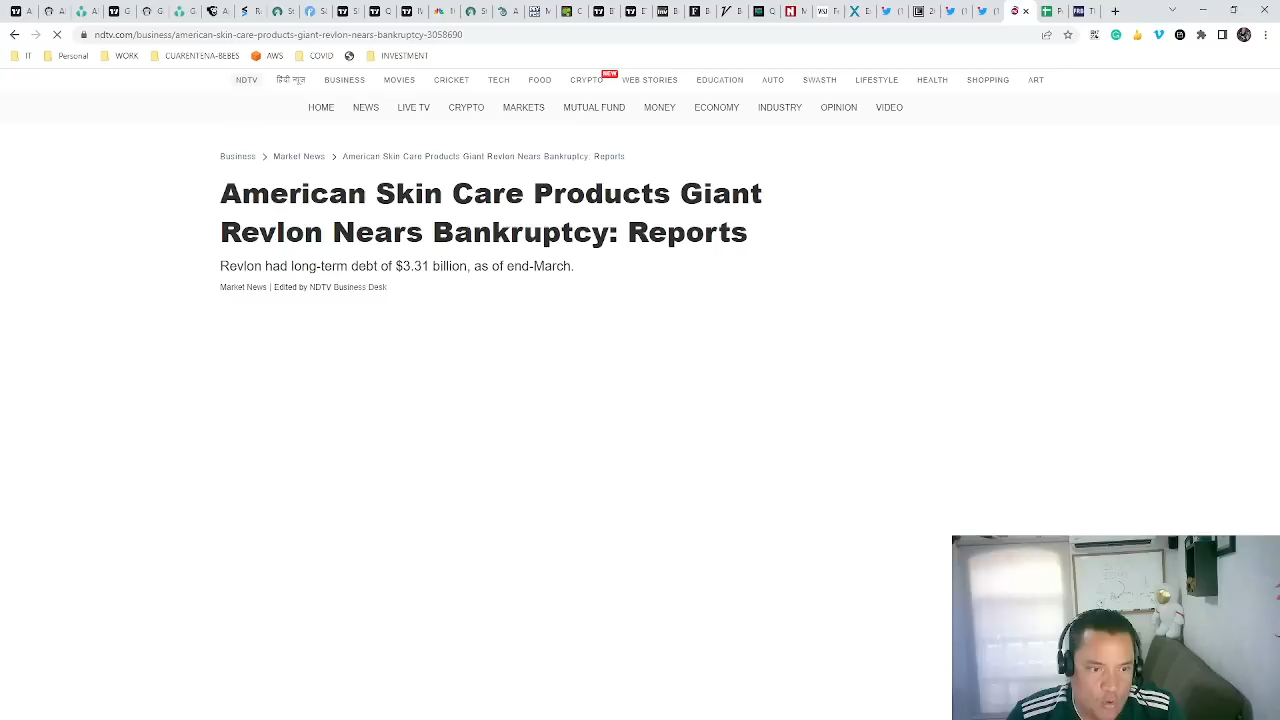 ndtv.com/business/american-skin-care-products-giant-revlon-nears-bankruptcy-3058690
IT Personal WORK CUARENTEÑA-BEBES AWS COVID INVESTMENT
NEW
NDTV हिंदी न्यूज़ BUSINESS MOVIES CRICKET TECH FOOD CRYPTO WEB STORIES EDUCATION AUTO SWASTH LIFESTYLE HEALTH SHOPPING ART
HOME NEWS LIVE TV CRYPTO MARKETS MUTUAL FUND MONEY ECONOMY INDUSTRY OPINION VIDEO
Business > Market News > American Skin Care Products Giant Revlon Nears Bankruptcy: Reports
American Skin Care Products Giant
Revlon Nears Bankruptcy: Reports
Revlon had long-term debt of $3.31 billion, as of end-March.
Market News | Edited by NDTV Business Desk